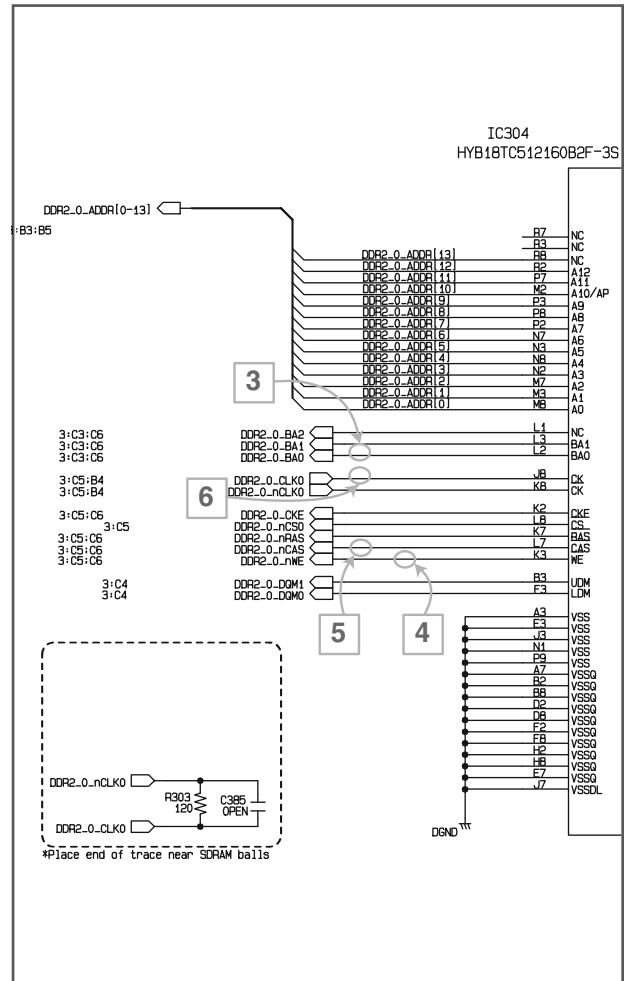 IC304
HYB18TC512160B2F-3S
DDR2_0_ADDR[0-13]
:B3;B5
R7 NC
R3 NC
DDR2_0_ADDR[13] R8 NC
DDR2_0_ADDR[12] R2 A12
DDR2_0_ADDR[11] P7 A11
DDR2_0_ADDR[10] M2 A10/AP
DDR2_0_ADDR[9] P3 A9
DDR2_0_ADDR[8] P8 A8
DDR2_0_ADDR[7] P2 A7
DDR2_0_ADDR[6] N7 A6
DDR2_0_ADDR[5] N3 A5
DDR2_0_ADDR[4] N8 A4
DDR2_0_ADDR[3] N2 A3
DDR2_0_ADDR[2] M7 A2
DDR2_0_ADDR[1] M3 A1
DDR2_0_ADDR[0] M8 A0
3
3:C3;C6 DDR2_0_BA2 L1 NC
3:C3;C6 DDR2_0_BA1 L3 BA1
3:C3;C6 DDR2_0_BA0 L2 BA0
3:C5;B4 DDR2_0_CLK0 J8 CK
3:C5;B4 DDR2_0_nCLK0 K8 CK
6
3:C5;C6 DDR2_0_CKE K2 CKE
3:C5 DDR2_0_nCS0 L8 CS
3:C5;C6 DDR2_0_nRAS K7 RAS
3:C5;C6 DDR2_0_nCAS L7 CAS
3:C5;C6 DDR2_0_nWE K3 WE
3:C4 DDR2_0_DQM1 B3 UDM
3:C4 DDR2_0_DQM0 F3 LDM
5
4
A3 VSS
E3 VSS
J3 VSS
N1 VSS
P9 VSS
A7 VSSQ
B2 VSSQ
B8 VSSQ
D2 VSSQ
D8 VSSQ
F2 VSSQ
F8 VSSQ
H2 VSSQ
H8 VSSQ
E7 VSSQ
J7 VSSDL
DGND
DDR2_0_nCLK0
R303
120
C385
OPEN
DDR2_0_CLK0
*Place end of trace near SDRAM balls